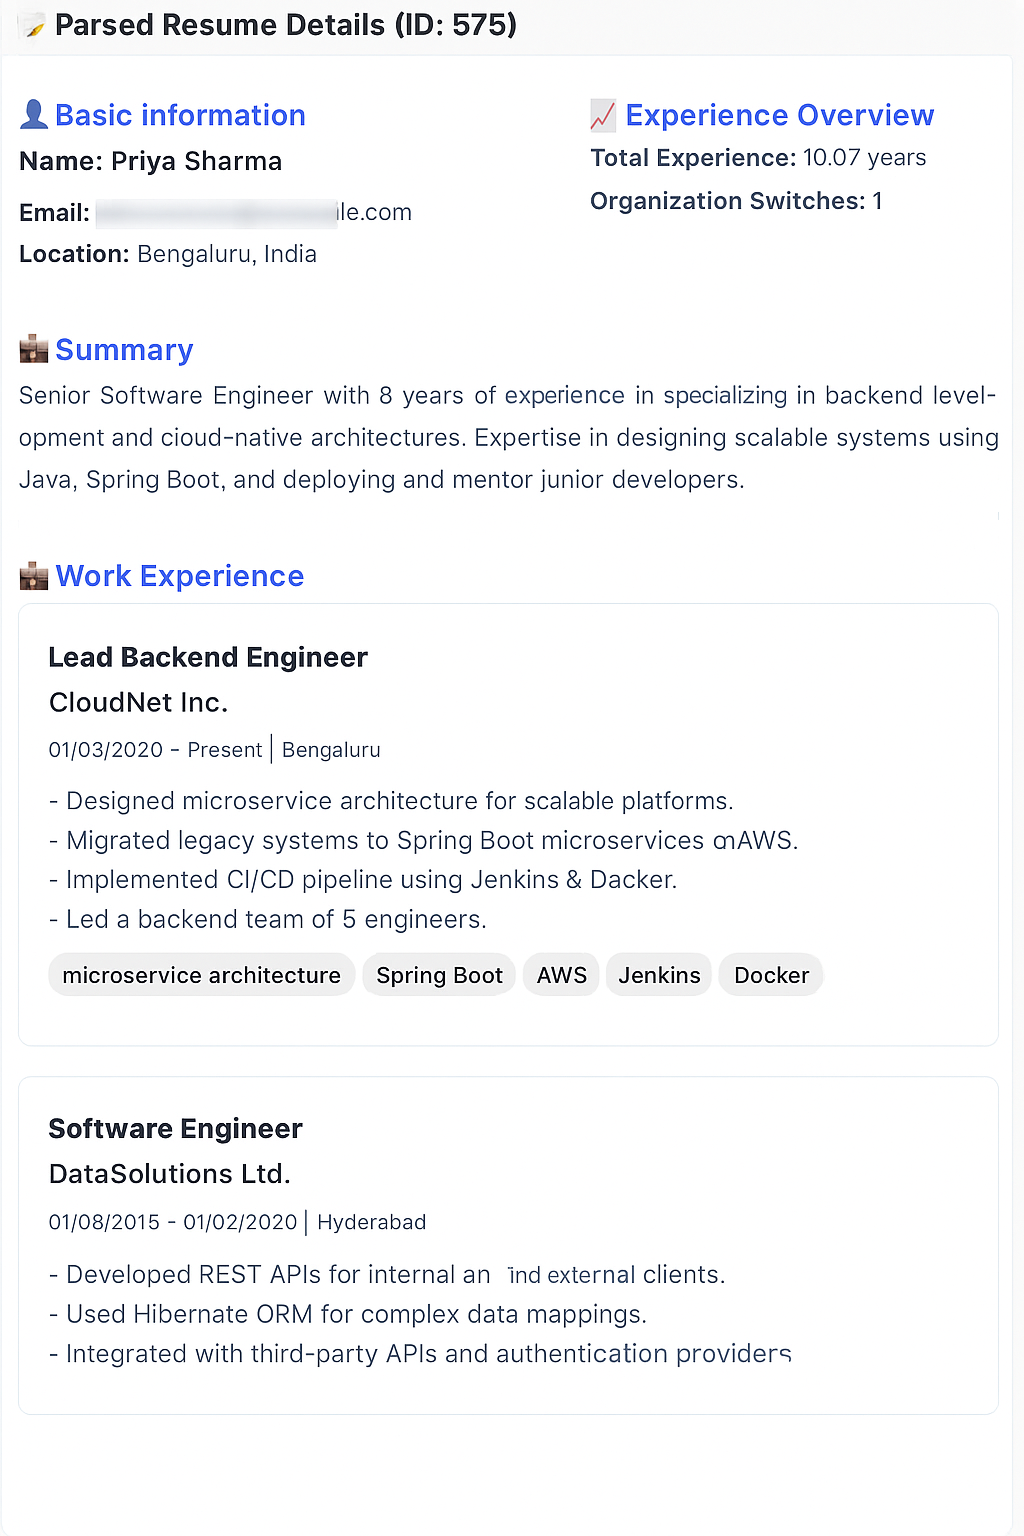 Parsed Resume Details (ID: 575)
Basic information
Name: Priya Sharma
Email: le.com
Location: Bengaluru, India
Experience Overview
Total Experience: 10.07 years
Organization Switches: 1
Summary
Senior Software Engineer with 8 years of experience in specializing in backend level-
opment and cloud-native architectures. Expertise in designing scalable systems using
Java, Spring Boot, and deploying and mentor junior developers.
Work Experience
Lead Backend Engineer
CloudNet Inc.
01/03/2020 - Present | Bengaluru
- Designed microservice architecture for scalable platforms.
- Migrated legacy systems to Spring Boot microservices onAWS.
- Implemented CI/CD pipeline using Jenkins & Dacker.
- Led a backend team of 5 engineers.
microservice architecture Spring Boot AWS Jenkins Docker
Software Engineer
DataSolutions Ltd.
01/08/2015 - 01/02/2020 | Hyderabad
- Developed REST APIs for internal an ind external clients.
- Used Hibernate ORM for complex data mappings.
- Integrated with third-party APIs and authentication providers